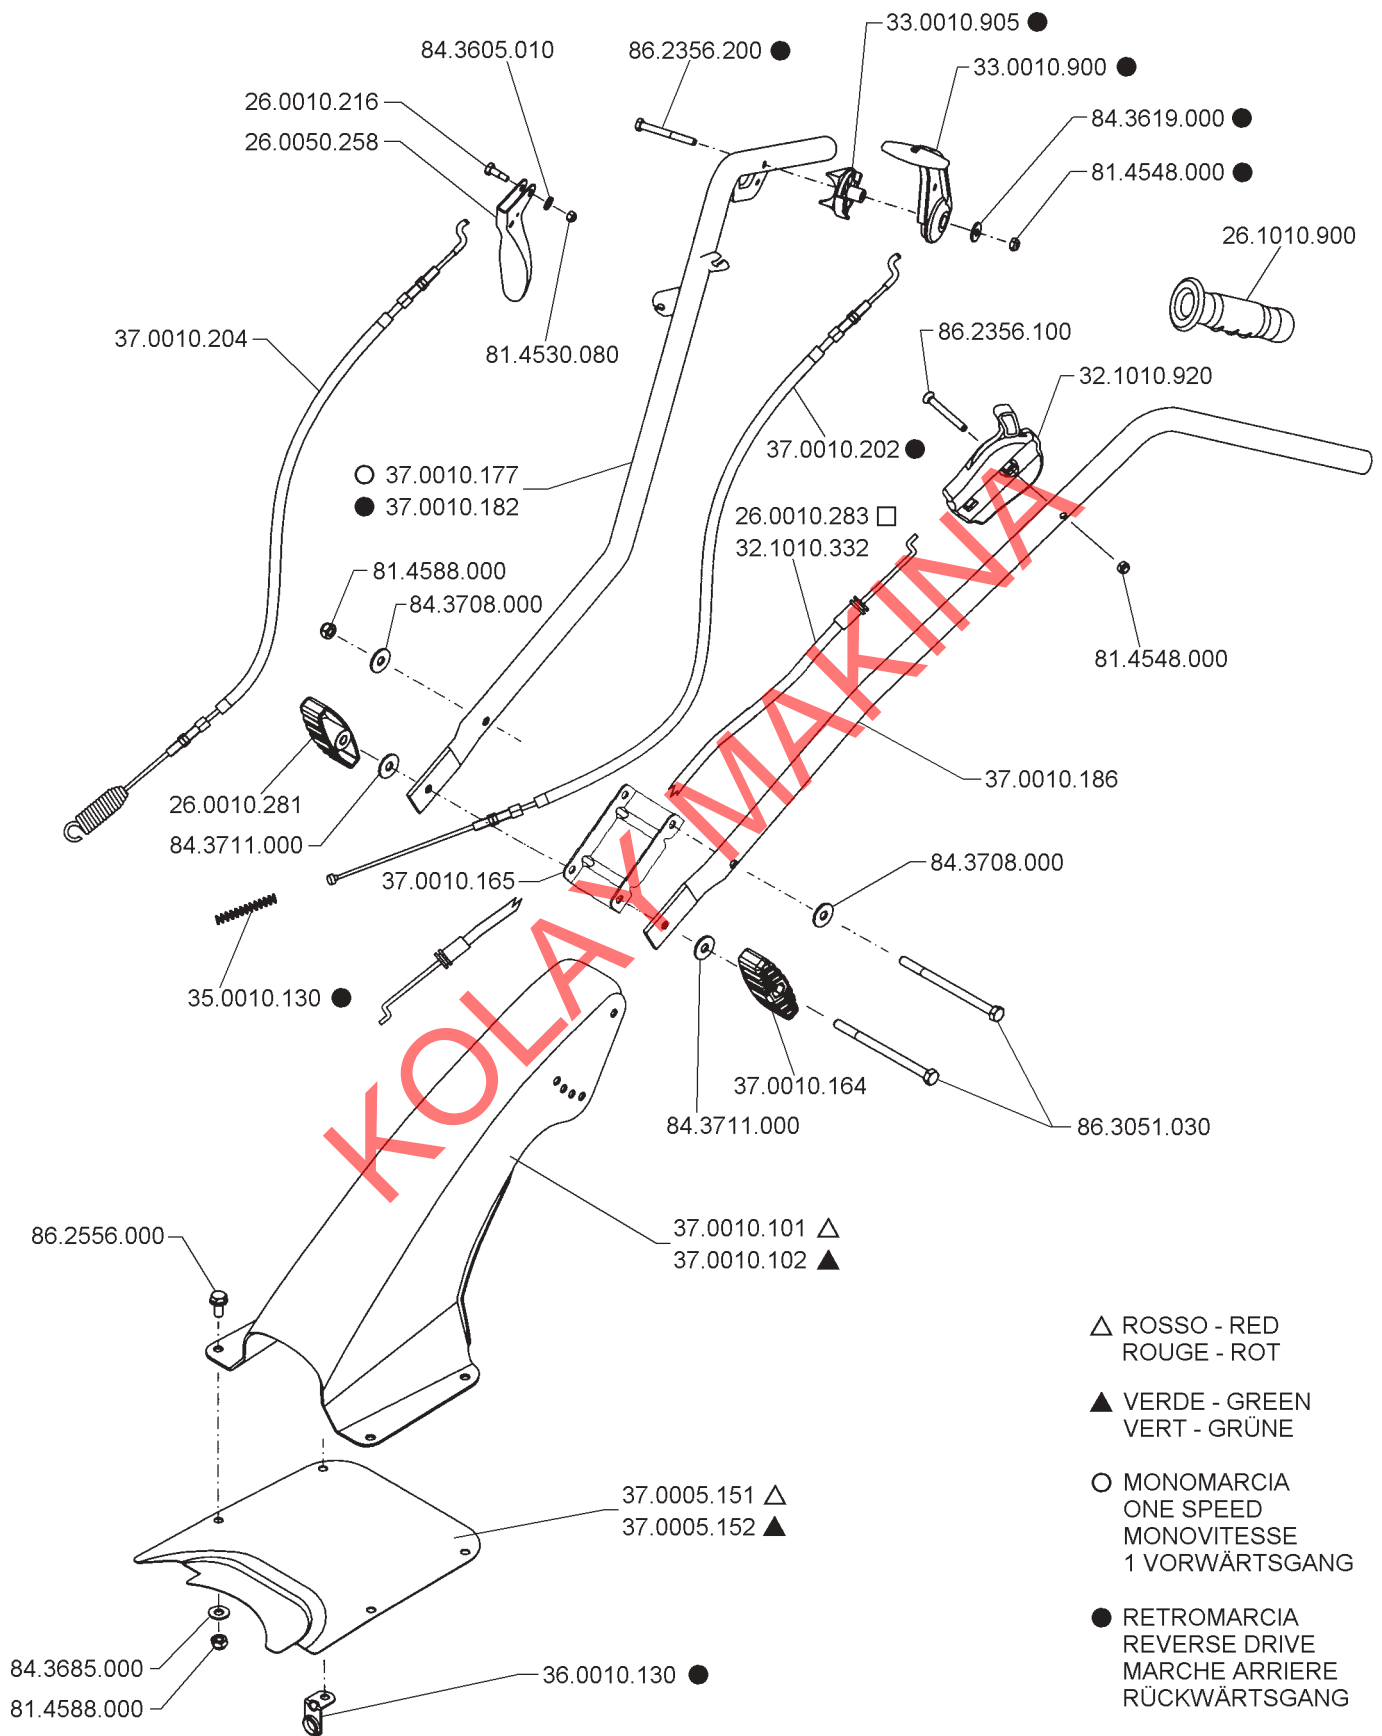 33.0010.905 ●
84.3605.010
86.2356.200 ●
33.0010.900 ●
26.0010.216
84.3619.000 ●
26.0050.258
81.4548.000 ●
26.1010.900
37.0010.204
81.4530.080
86.2356.100
32.1010.920
37.0010.202 ●
○ 37.0010.177
● 37.0010.182
26.0010.283 □
32.1010.332
81.4588.000
84.3708.000
81.4548.000
37.0010.186
26.0010.281
84.3711.000
37.0010.165
84.3708.000
35.0010.130 ●
37.0010.164
84.3711.000
86.3051.030
KOLAY MAKINA
37.0010.101 △
37.0010.102 ▲
86.2556.000
37.0005.151 △
37.0005.152 ▲
84.3685.000
81.4588.000
36.0010.130 ●
△ ROSSO - RED
ROUGE - ROT
▲ VERDE - GREEN
VERT - GRÜNE
○ MONOMARCIA
ONE SPEED
MONOVITESSE
1 VORWÄRTSGANG
● RETROMARCIA
REVERSE DRIVE
MARCHE ARRIERE
RÜCKWÄRTSGANG